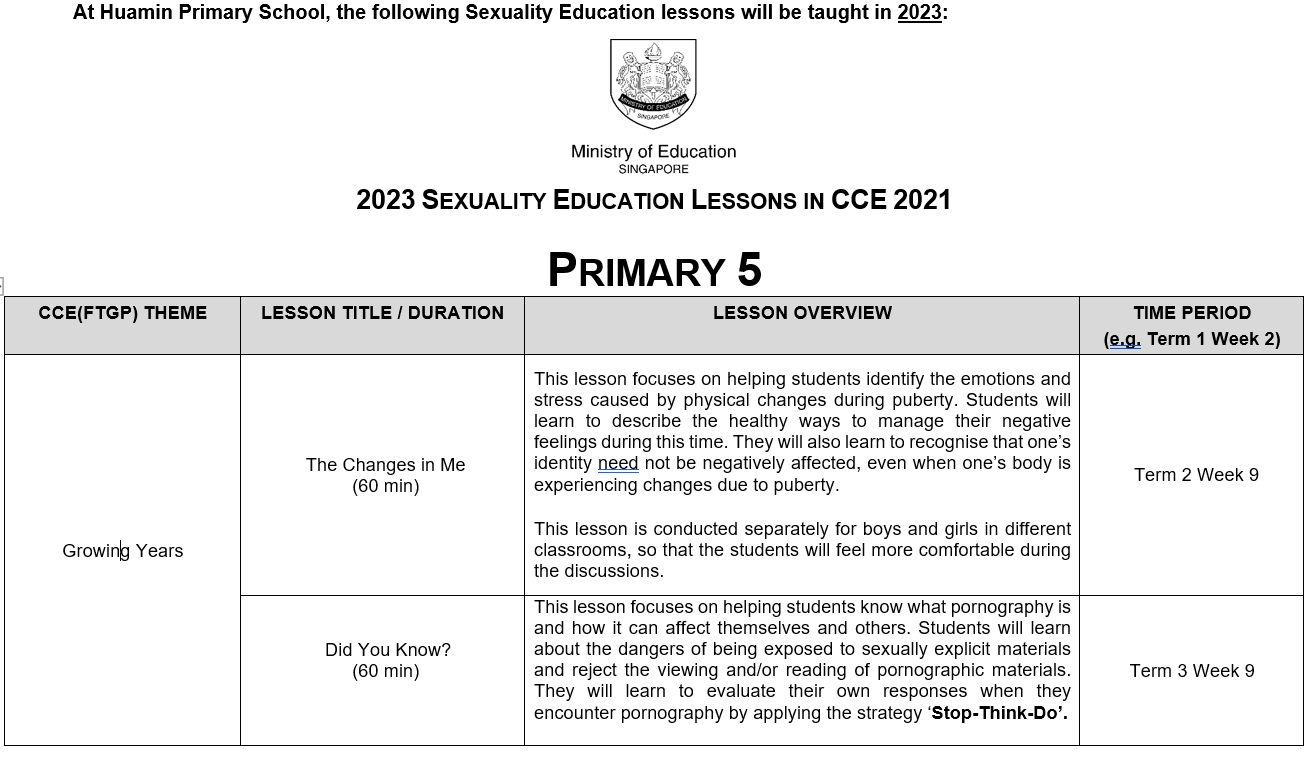 At Huamin Primary School, the following Sexuality Education lessons will be taught in 2023:
MINISTRY OF EDUCATION
SINGAPORE
Ministry of Education
SINGAPORE
2023 SEXUALITY EDUCATION LESSONS IN CCE 2021
PRIMARY 5
CCE(FTGP) THEME
LESSON TITLE / DURATION
LESSON OVERVIEW
TIME PERIOD
(e.g. Term 1 Week 2)
Growing Years
The Changes in Me
(60 min)
This lesson focuses on helping students identify the emotions and
stress caused by physical changes during puberty. Students will
learn to describe the healthy ways to manage their negative
feelings during this time. They will also learn to recognise that one’s
identity need not be negatively affected, even when one’s body is
experiencing changes due to puberty.
This lesson is conducted separately for boys and girls in different
classrooms, so that the students will feel more comfortable during
the discussions.
Term 2 Week 9
Did You Know?
(60 min)
This lesson focuses on helping students know what pornography is
and how it can affect themselves and others. Students will learn
about the dangers of being exposed to sexually explicit materials
and reject the viewing and/or reading of pornographic materials.
They will learn to evaluate their own responses when they
encounter pornography by applying the strategy ‘Stop-Think-Do’.
Term 3 Week 9